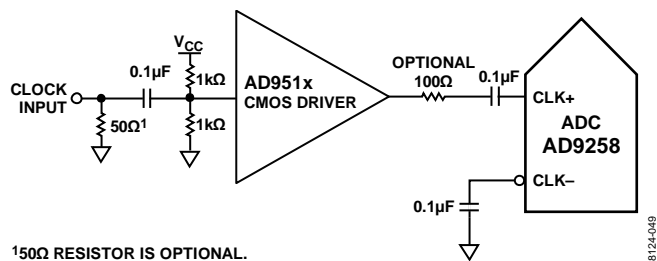 VCC
0.1µF
1kΩ
CLOCK
INPUT
50Ω1
1kΩ
AD951x
CMOS DRIVER
OPTIONAL
100Ω
0.1µF
CLK+
ADC
AD9258
CLK–
0.1µF
150Ω RESISTOR IS OPTIONAL.
8124-049